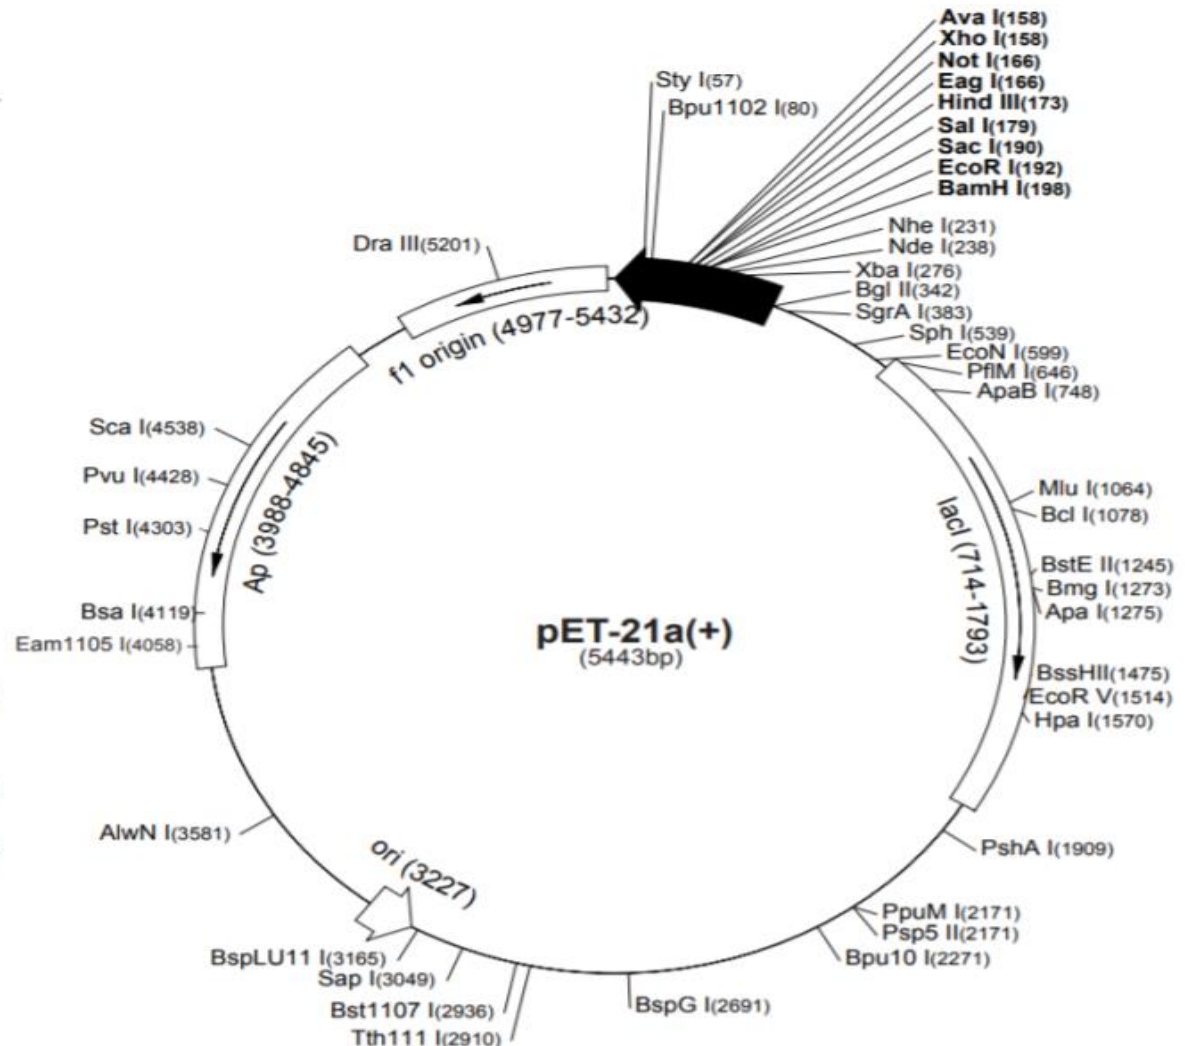 Ava I(158)
Xho I(158)
Not I(166)
Eag I(166)
Hind III(173)
Sal I(179)
Sac I(190)
EcoR I(192)
BamH I(198)
Sty I(57)
Bpu1102 I(80)
Nhe I(231)
Nde I(238)
Xba I(276)
Bgl II(342)
SgrA I(383)
Sph I(539)
EcoN I(599)
PflM I(646)
ApaB I(748)
Dra III(5201)
f1 origin (4977-5432)
Sca I(4538)
Pvu I(4428)
Pst I(4303)
Bsa I(4119)
Eam1105 I(4058)
Ap (3988-4845)
lacI (714-1793)
Mlu I(1064)
Bcl I(1078)
BstE II(1245)
Bmg I(1273)
Apa I(1275)
BssHII(1475)
EcoR V(1514)
Hpa I(1570)
pET-21a(+)
(5443bp)
AlwN I(3581)
ori (3227)
PshA I(1909)
PpuM I(2171)
Psp5 II(2171)
Bpu10 I(2271)
BspLU11 I(3165)
Sap I(3049)
Bst1107 I(2936)
Tth111 I(2910)
BspG I(2691)